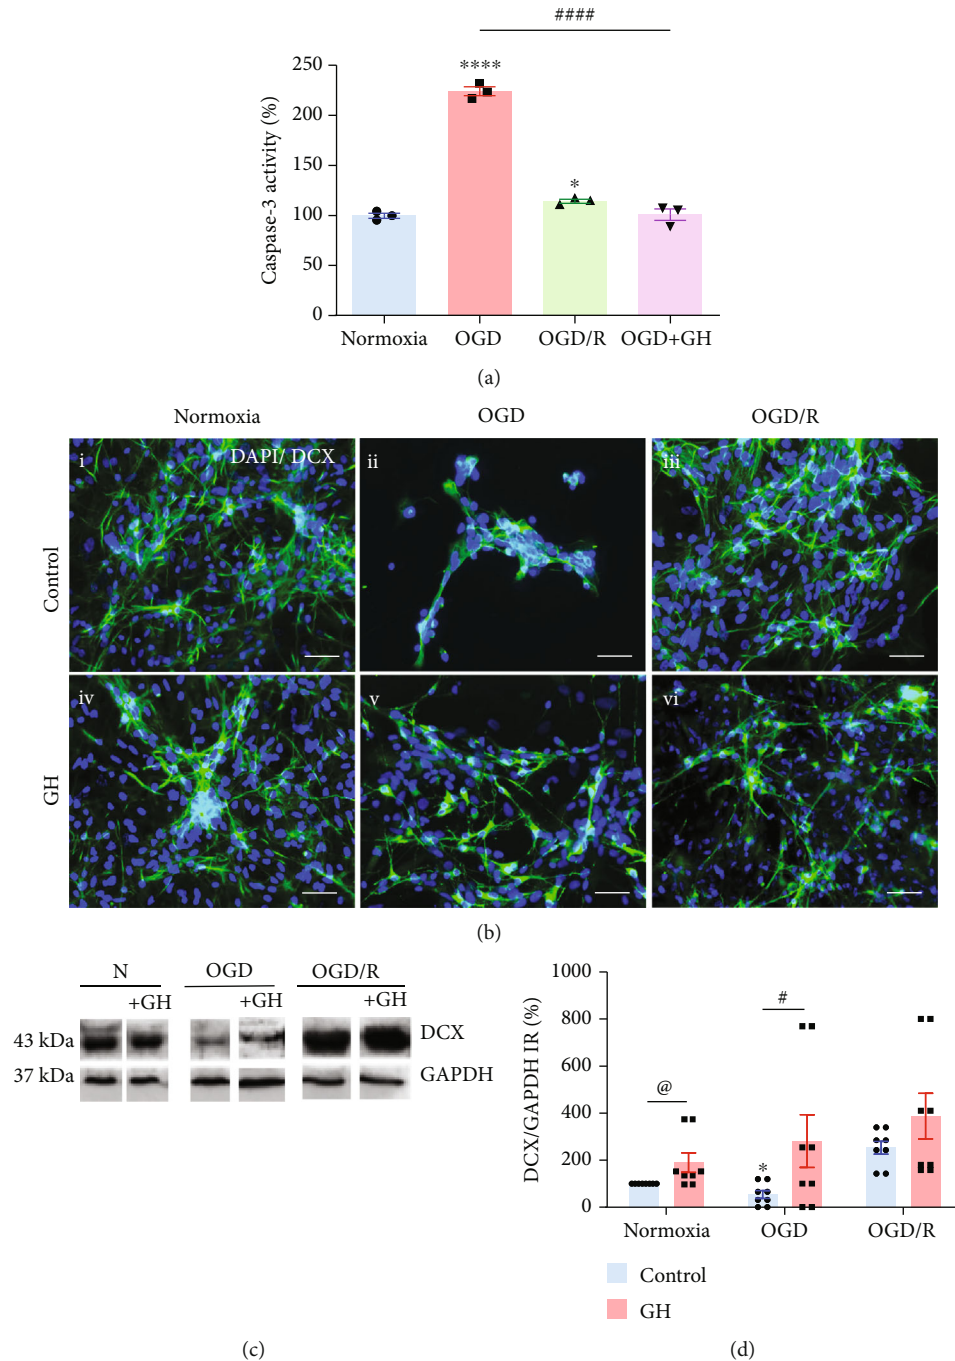 ####
Caspase-3 activity (%)
250
200
150
100
50
0
****
*
Normoxia OGD OGD/R OGD+GH
(a)
Normoxia OGD OGD/R
Control
GH
i DAPI/ DCX ii iii
iv v vi
(b)
N OGD OGD/R
+GH +GH +GH
43 kDa DCX
37 kDa GAPDH
(c)
DCX/GAPDH IR (%)
1000
800
600
400
200
0
#
@
*
Normoxia OGD OGD/R
Control
GH
(d)